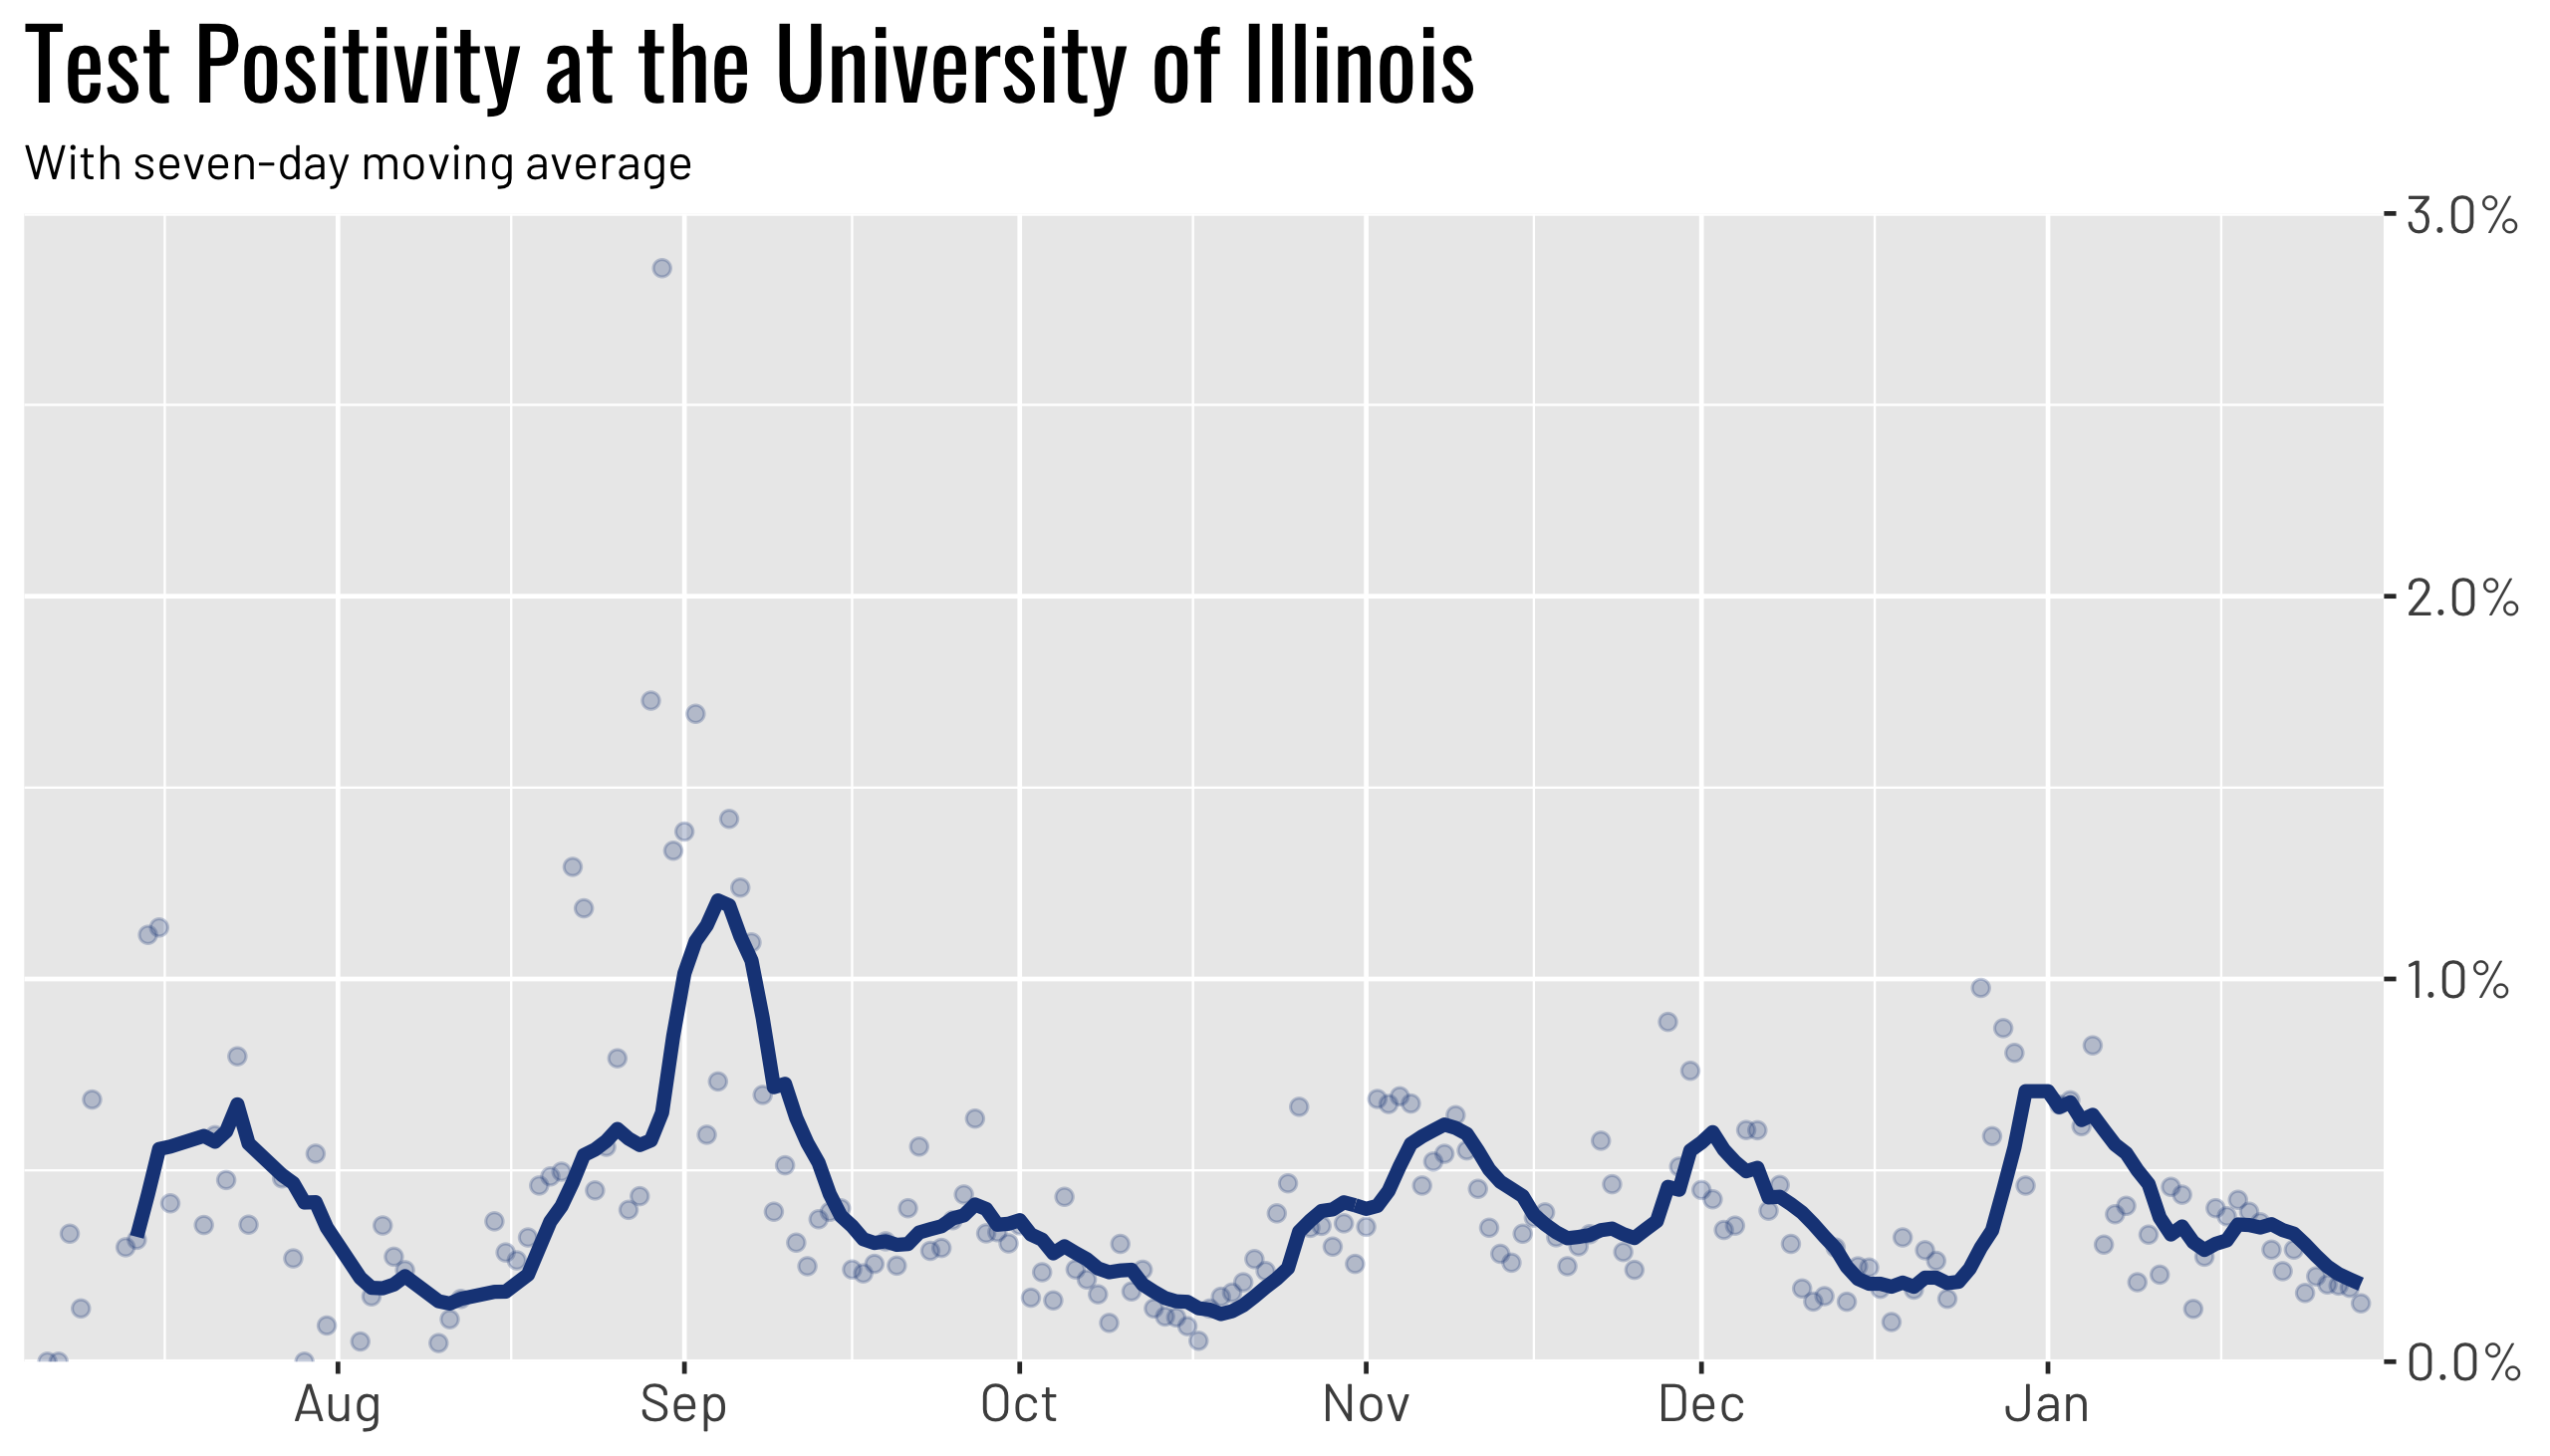 Test Positivity at the University of Illinois
With seven-day moving average
3.0%
2.0%
1.0%
0.0%
Aug Sep Oct Nov Dec Jan